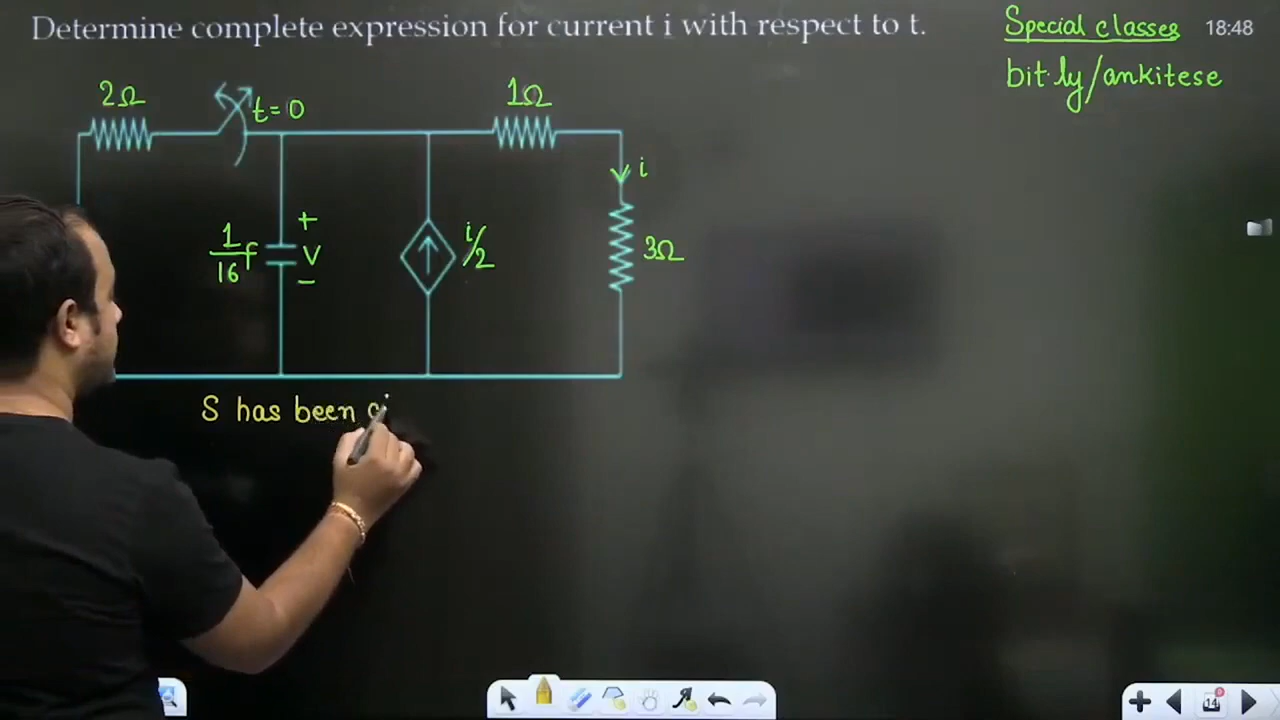 Determine complete expression for current i with respect to t.
Special classes
18:48
bit.ly/ankitese
2Ω
t=0
1Ω
i
1/16 f
+
V
−
i/2
3Ω
S has been
14